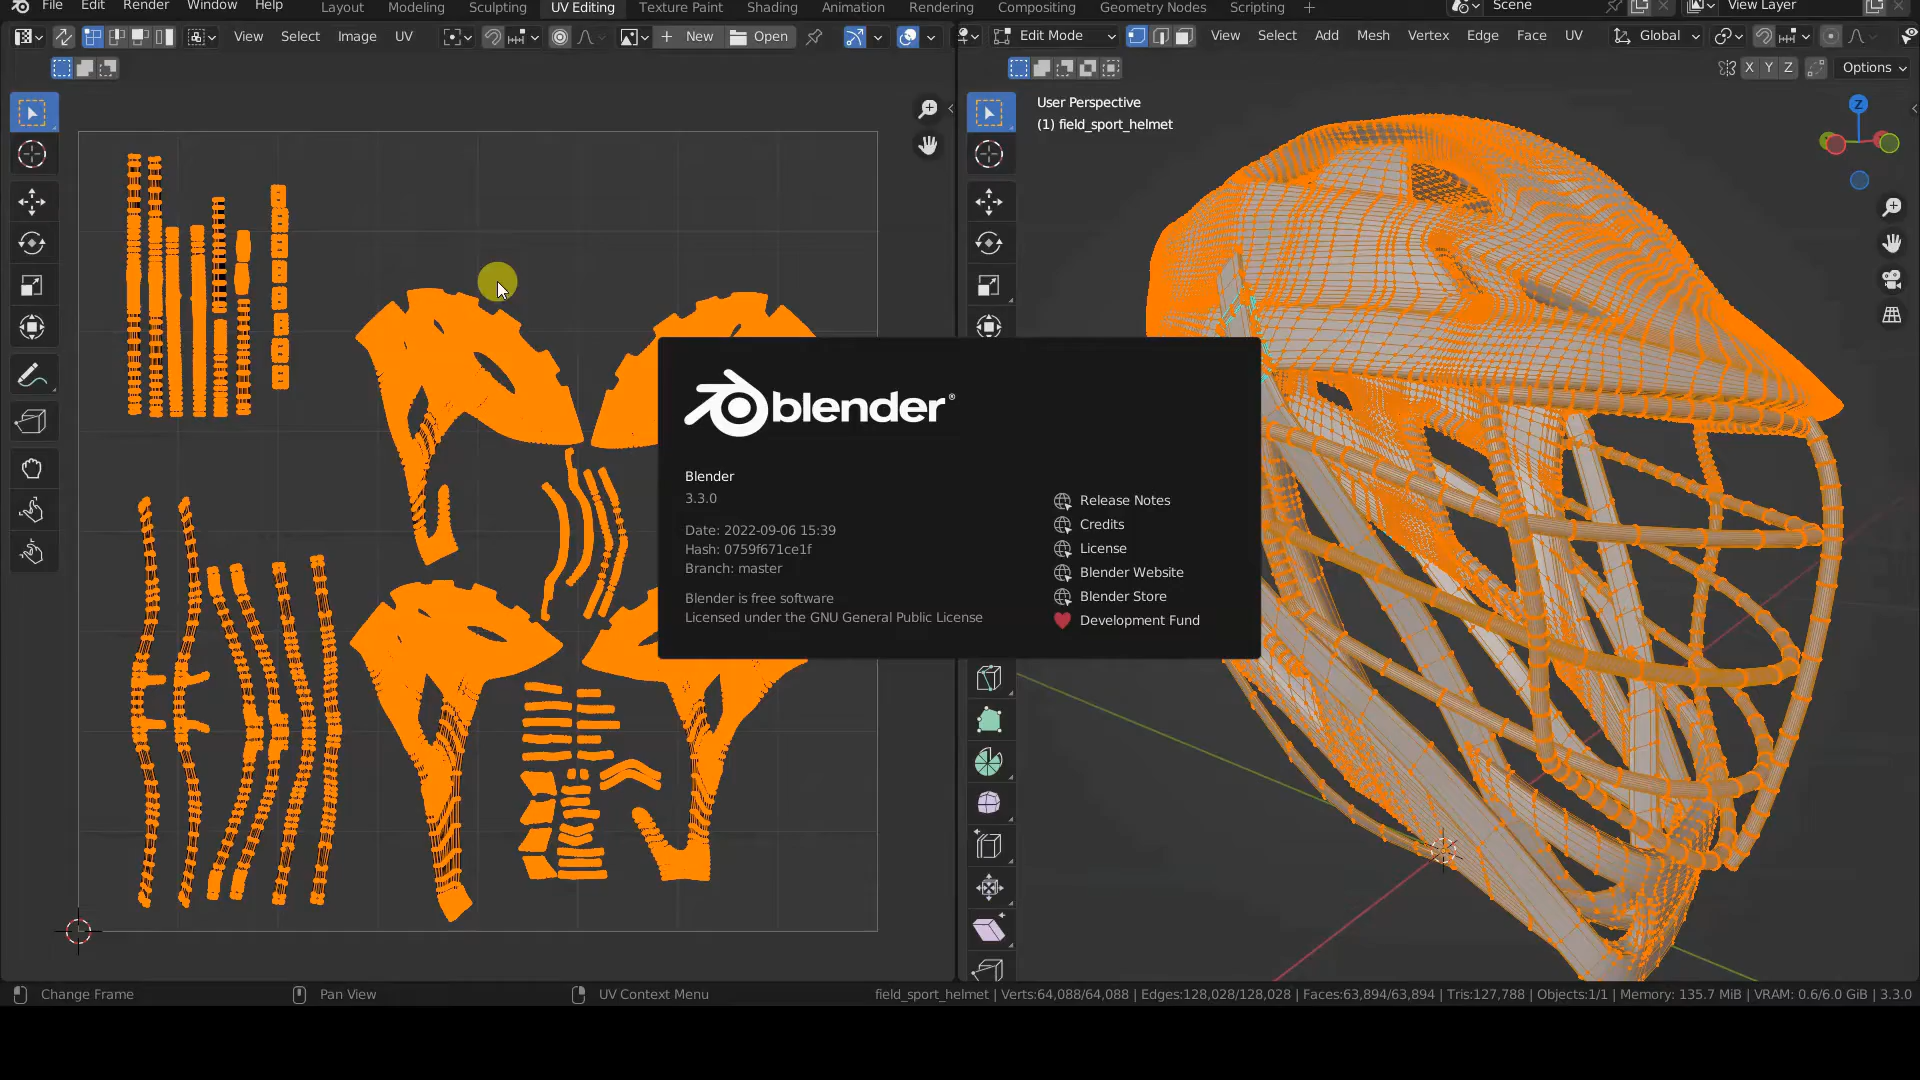 File Edit Render Window Help Layout Modeling Sculpting UV Editing Texture Paint Shading Animation Rendering Compositing Geometry Nodes Scripting + Scene View Layer
View Select Image UV New Open Edit Mode View Select Add Mesh Vertex Edge Face UV Global
X Y Z Options
User Perspective
(1) field_sport_helmet
Z
blender®
Blender
3.3.0
Date: 2022-09-06 15:39
Hash: 0759f671ce1f
Branch: master
Blender is free software
Licensed under the GNU General Public License
Release Notes
Credits
License
Blender Website
Blender Store
Development Fund
Change Frame Pan View UV Context Menu field_sport_helmet | Verts:64,088/64,088 | Edges:128,028/128,028 | Faces:63,894/63,894 | Tris:127,788 | Objects:1/1 | Memory: 135.7 MiB | VRAM: 0.6/6.0 GiB | 3.3.0